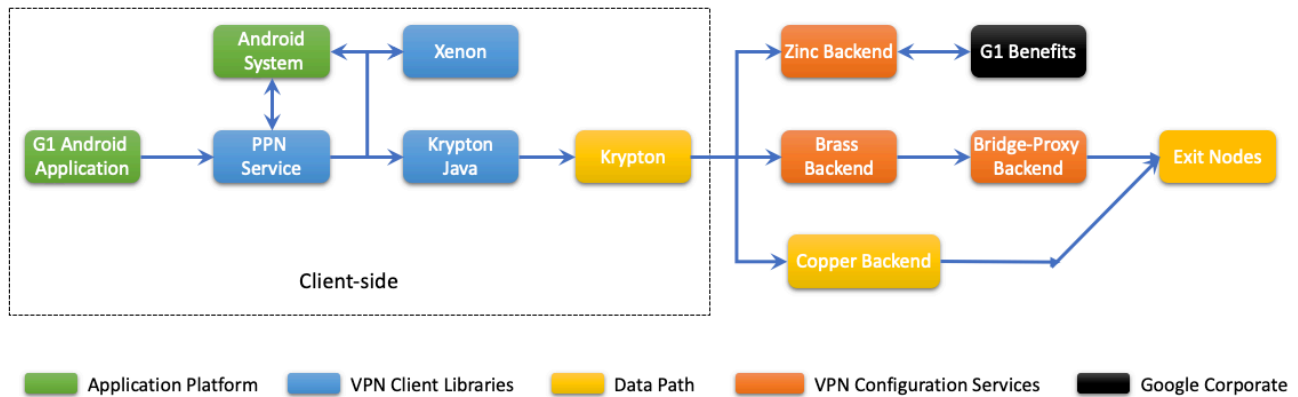 Android
System
Xenon
Zinc Backend
G1 Benefits
G1 Android
Application
PPN
Service
Krypton
Java
Krypton
Brass
Backend
Bridge-Proxy
Backend
Exit Nodes
Copper Backend
Client-side
Application Platform
VPN Client Libraries
Data Path
VPN Configuration Services
Google Corporate